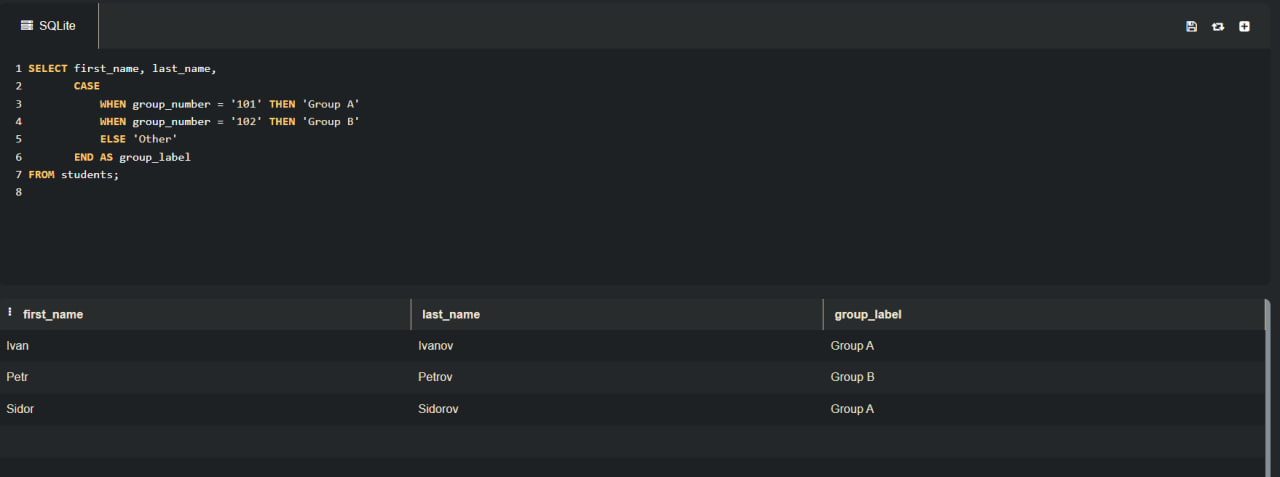 SQLite
1 SELECT first_name, last_name,
2 CASE
3 WHEN group_number = '101' THEN 'Group A'
4 WHEN group_number = '102' THEN 'Group B'
5 ELSE 'Other'
6 END AS group_label
7 FROM students;
8
first_name last_name group_label
Ivan Ivanov Group A
Petr Petrov Group B
Sidor Sidorov Group A